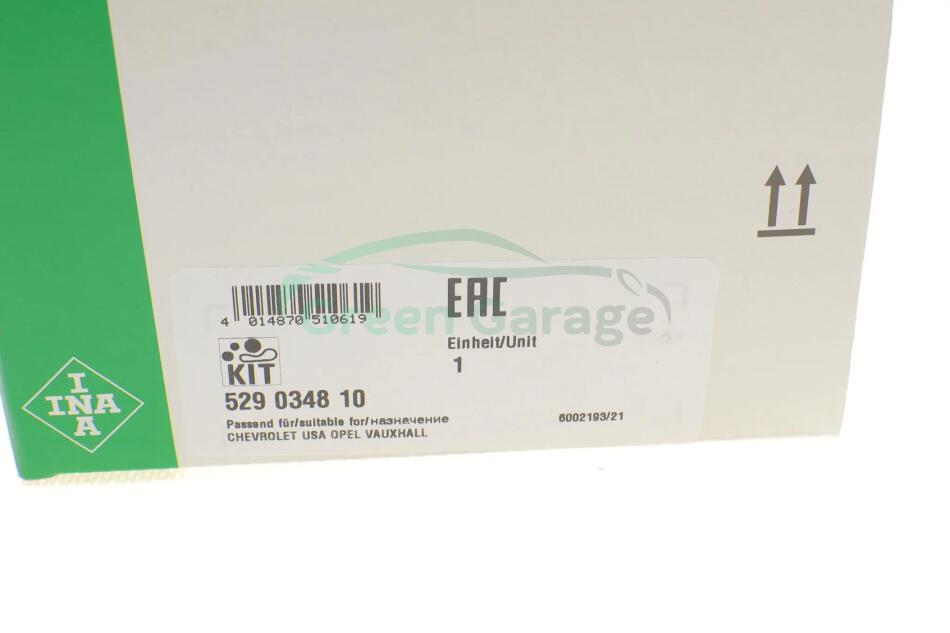 EAC
4 014870 510619
Green Garage
Einheit/Unit
1
KIT
529 0348 10
Passend für/suitable for/назначение
6002193/21
CHEVROLET USA OPEL VAUXHALL
I
INA
A